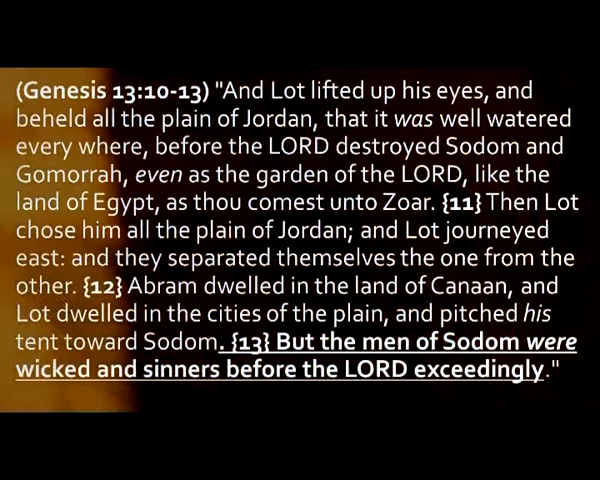 (Genesis 13:10-13) "And Lot lifted up his eyes, and
beheld all the plain of Jordan, that it was well watered
every where, before the LORD destroyed Sodom and
Gomorrah, even as the garden of the LORD, like the
land of Egypt, as thou comest unto Zoar. {11} Then Lot
chose him all the plain of Jordan; and Lot journeyed
east: and they separated themselves the one from the
other. {12} Abram dwelled in the land of Canaan, and
Lot dwelled in the cities of the plain, and pitched his
tent toward Sodom. {13} But the men of Sodom were
wicked and sinners before the LORD exceedingly."